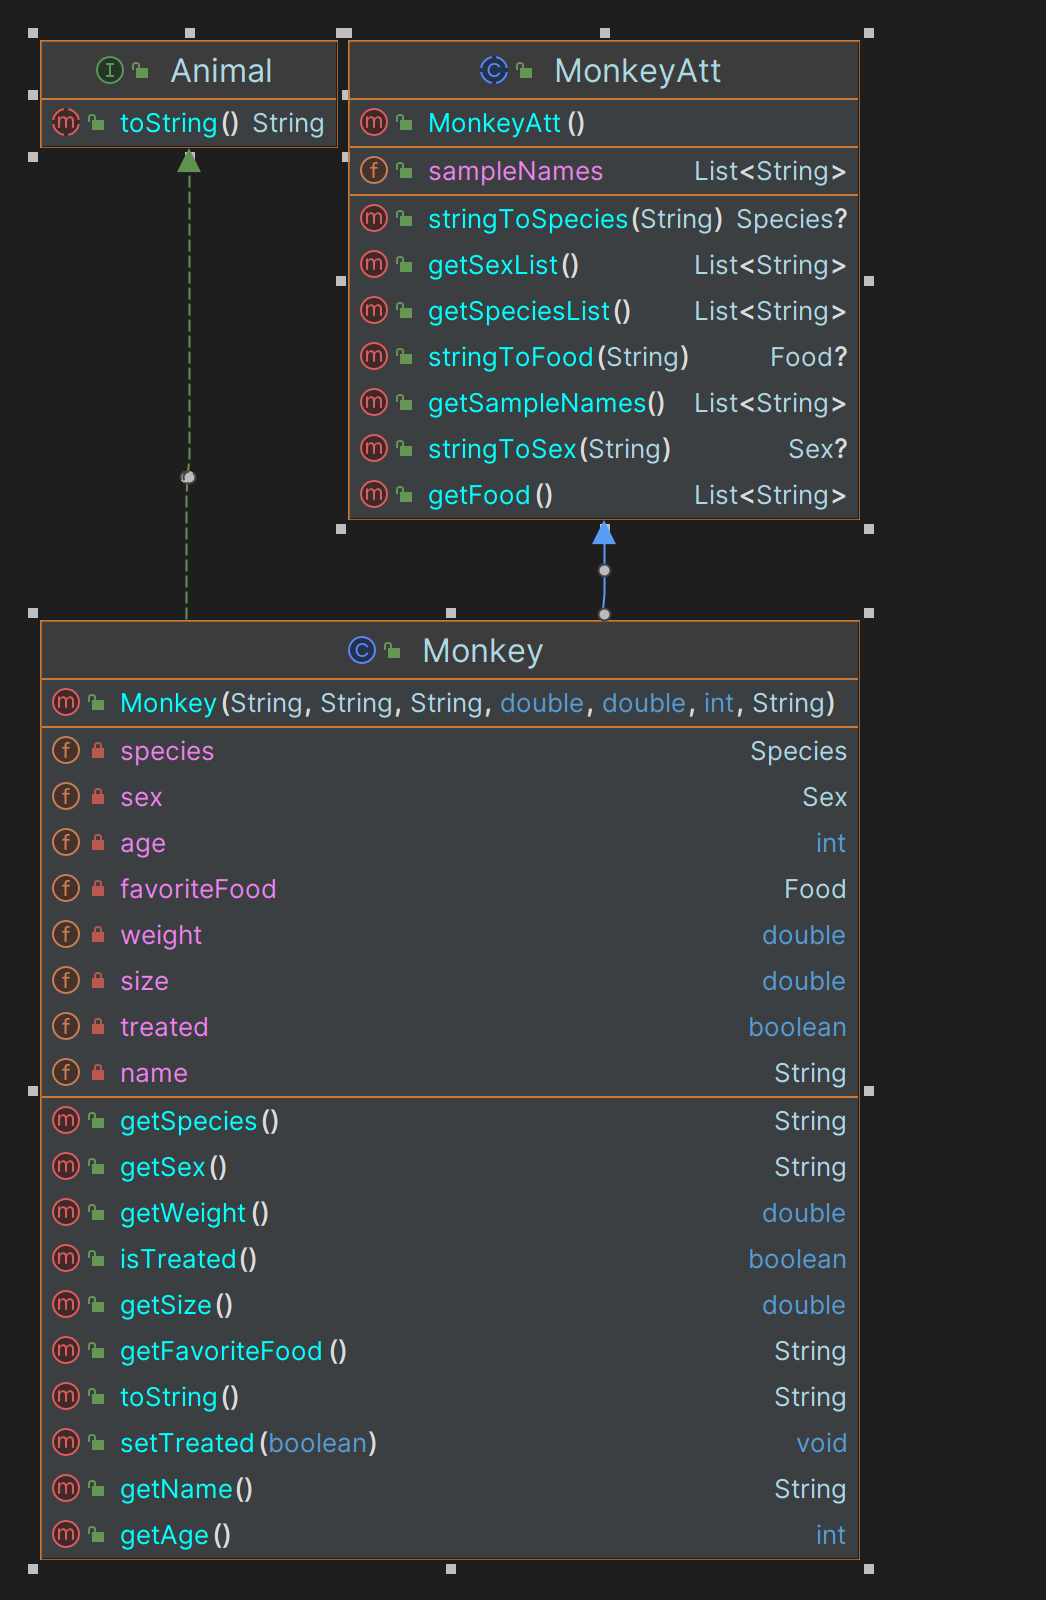 Animal
toString() String
MonkeyAtt
MonkeyAtt()
sampleNames List<String>
stringToSpecies(String) Species?
getSexList() List<String>
getSpeciesList() List<String>
stringToFood(String) Food?
getSampleNames() List<String>
stringToSex(String) Sex?
getFood() List<String>
Monkey
Monkey(String, String, String, double, double, int, String)
species Species
sex Sex
age int
favoriteFood Food
weight double
size double
treated boolean
name String
getSpecies() String
getSex() String
getWeight() double
isTreated() boolean
getSize() double
getFavoriteFood() String
toString() String
setTreated(boolean) void
getName() String
getAge() int